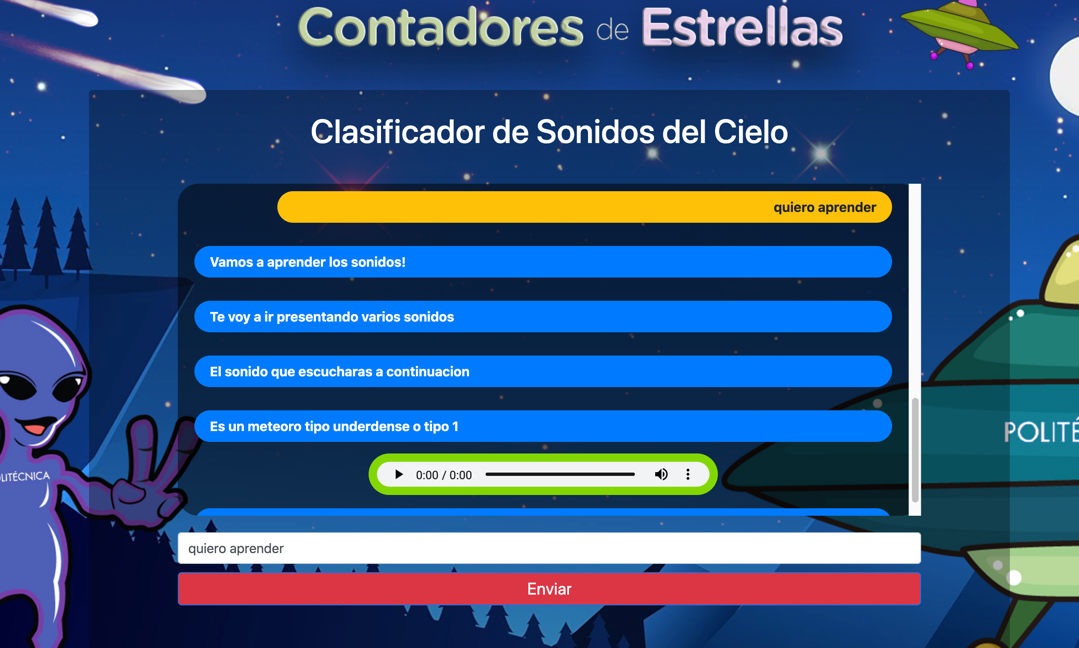 Contadores de Estrellas
Clasificador de Sonidos del Cielo
quiero aprender
Vamos a aprender los sonidos!
Te voy a ir presentando varios sonidos
El sonido que escucharas a continuacion
Es un meteoro tipo underdense o tipo 1
0:00 / 0:00
quiero aprender
Enviar
LITÉCNICA
POLITÉ